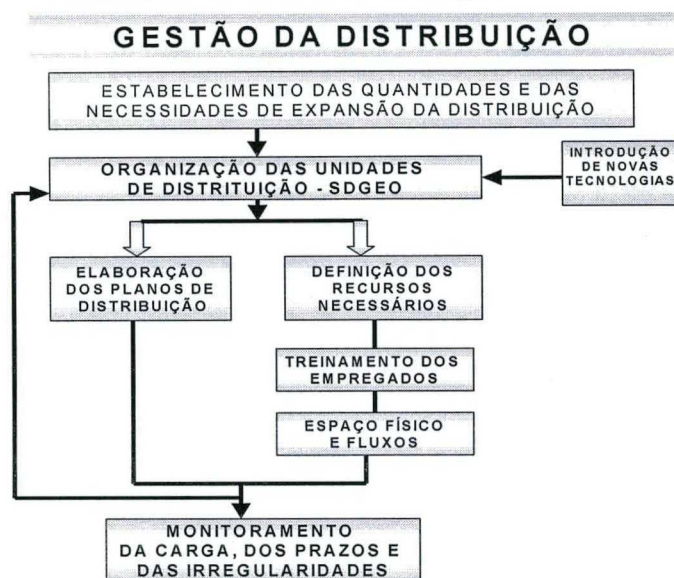 GESTÃO DA DISTRIBUIÇÃO
ESTABELECIMENTO DAS QUANTIDADES E DAS
NECESSIDADES DE EXPANSÃO DA DISTRIBUIÇÃO
ORGANIZAÇÃO DAS UNIDADES
DE DISTRITUIÇÃO - SDGEO
INTRODUÇÃO
DE NOVAS
TECNOLOGIAS
ELABORAÇÃO
DOS PLANOS DE
DISTRIBUIÇÃO
DEFINIÇÃO DOS
RECURSOS
NECESSÁRIOS
TREINAMENTO DOS
EMPREGADOS
ESPAÇO FÍSICO
E FLUXOS
MONITORAMENTO
DA CARGA, DOS PRAZOS E
DAS IRREGULARIDADES